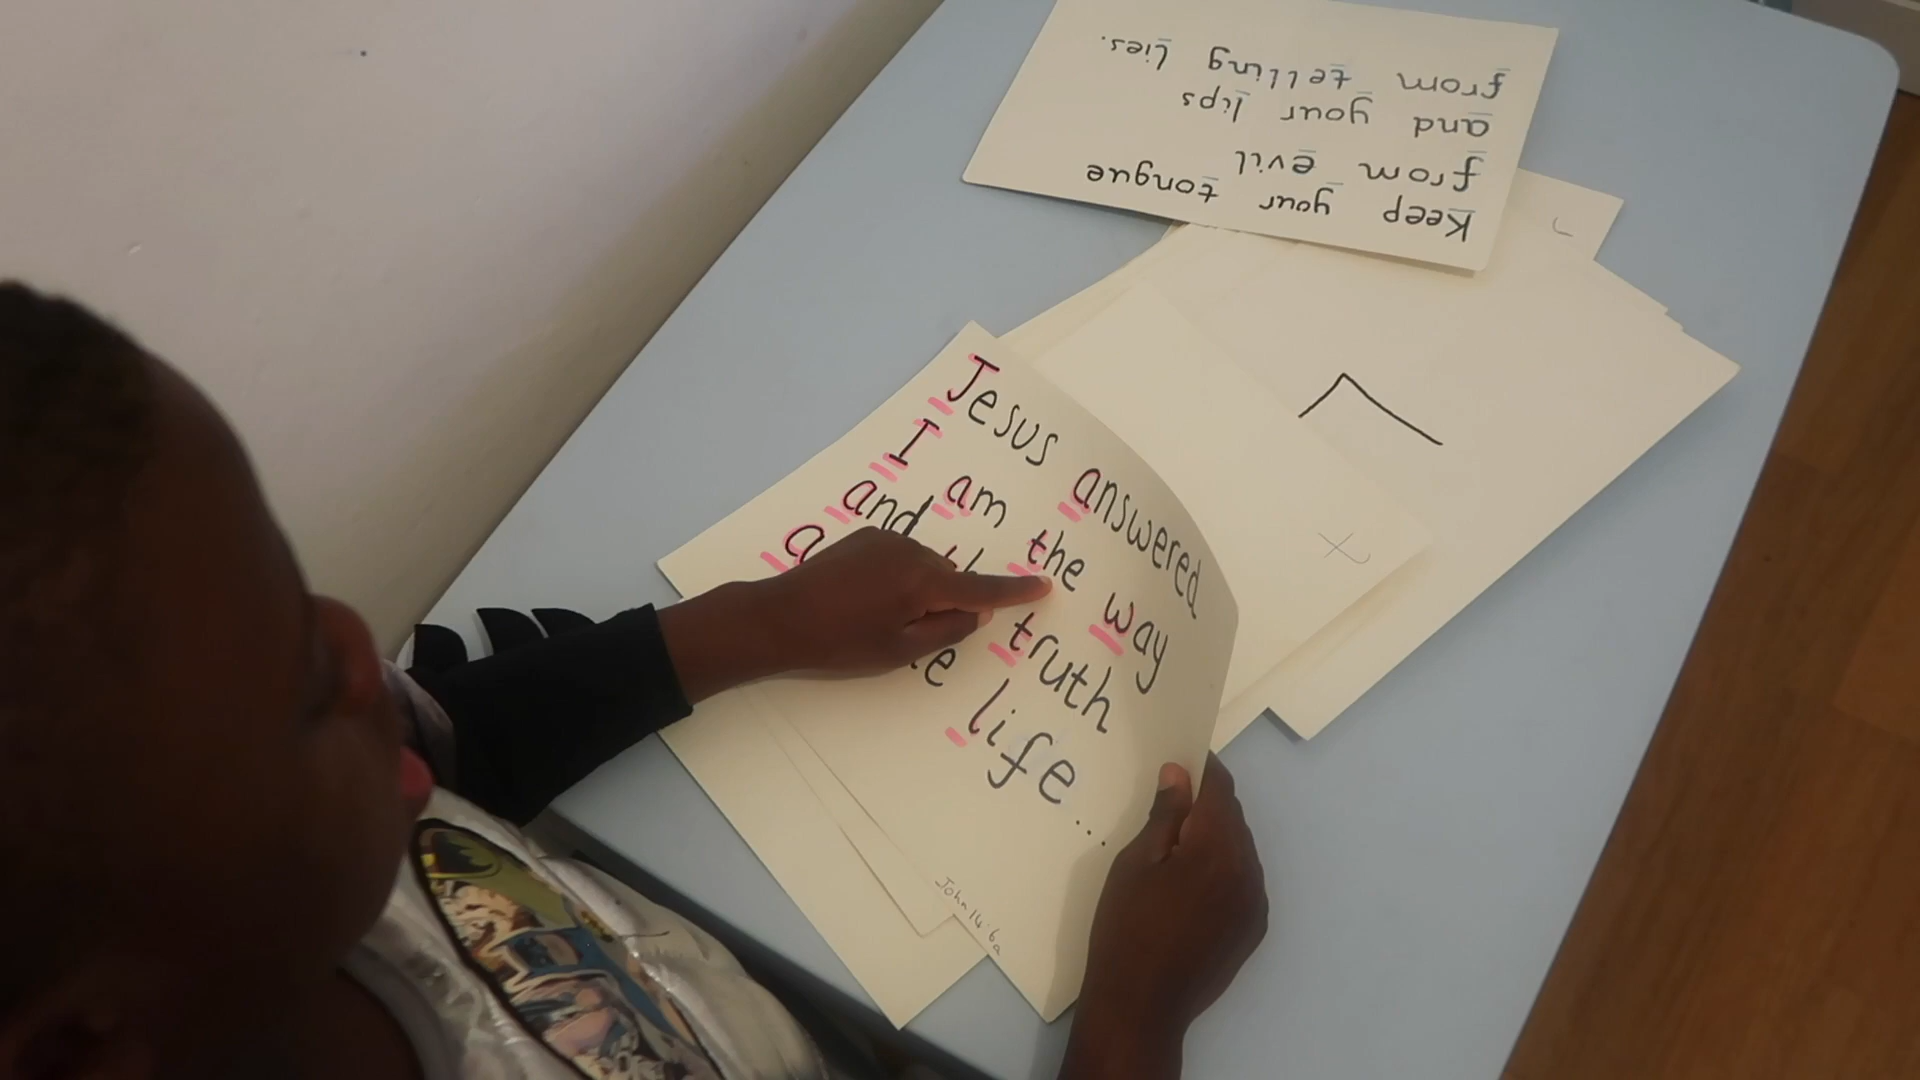 Keep your tongue
from evil
and your lips
from telling lies.
Jesus answered
I am the way
and truth
life...
John 14:6a